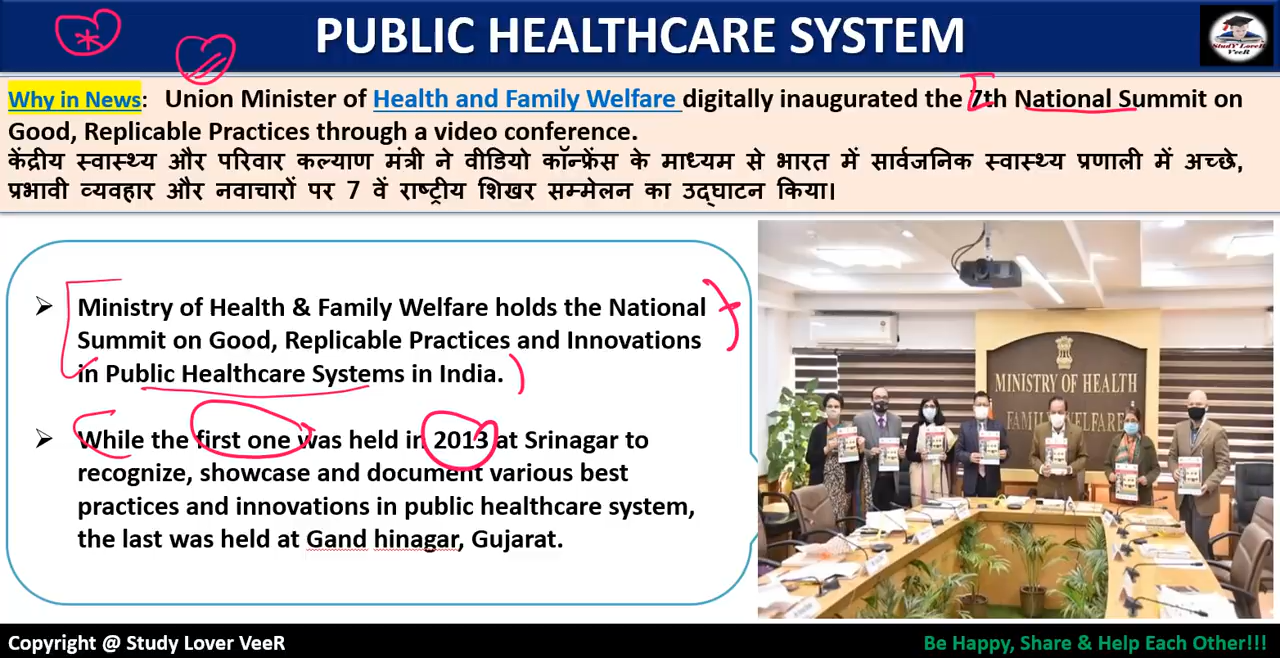 PUBLIC HEALTHCARE SYSTEM
StudY LoveR
VeeR
Why in News: Union Minister of Health and Family Welfare digitally inaugurated the 7th National Summit on
Good, Replicable Practices through a video conference.
केंद्रीय स्वास्थ्य और परिवार कल्याण मंत्री ने वीडियो कॉन्फ्रेंस के माध्यम से भारत में सार्वजनिक स्वास्थ्य प्रणाली में अच्छे,
प्रभावी व्यवहार और नवाचारों पर 7 वें राष्ट्रीय शिखर सम्मेलन का उद्घाटन किया।
➢ Ministry of Health & Family Welfare holds the National
Summit on Good, Replicable Practices and Innovations
in Public Healthcare Systems in India.
➢ While the first one was held in 2013 at Srinagar to
recognize, showcase and document various best
practices and innovations in public healthcare system,
the last was held at Gand hinagar, Gujarat.
MINISTRY OF HEALTH
FAMILY WELFARE
Copyright @ Study Lover VeeR
Be Happy, Share & Help Each Other!!!